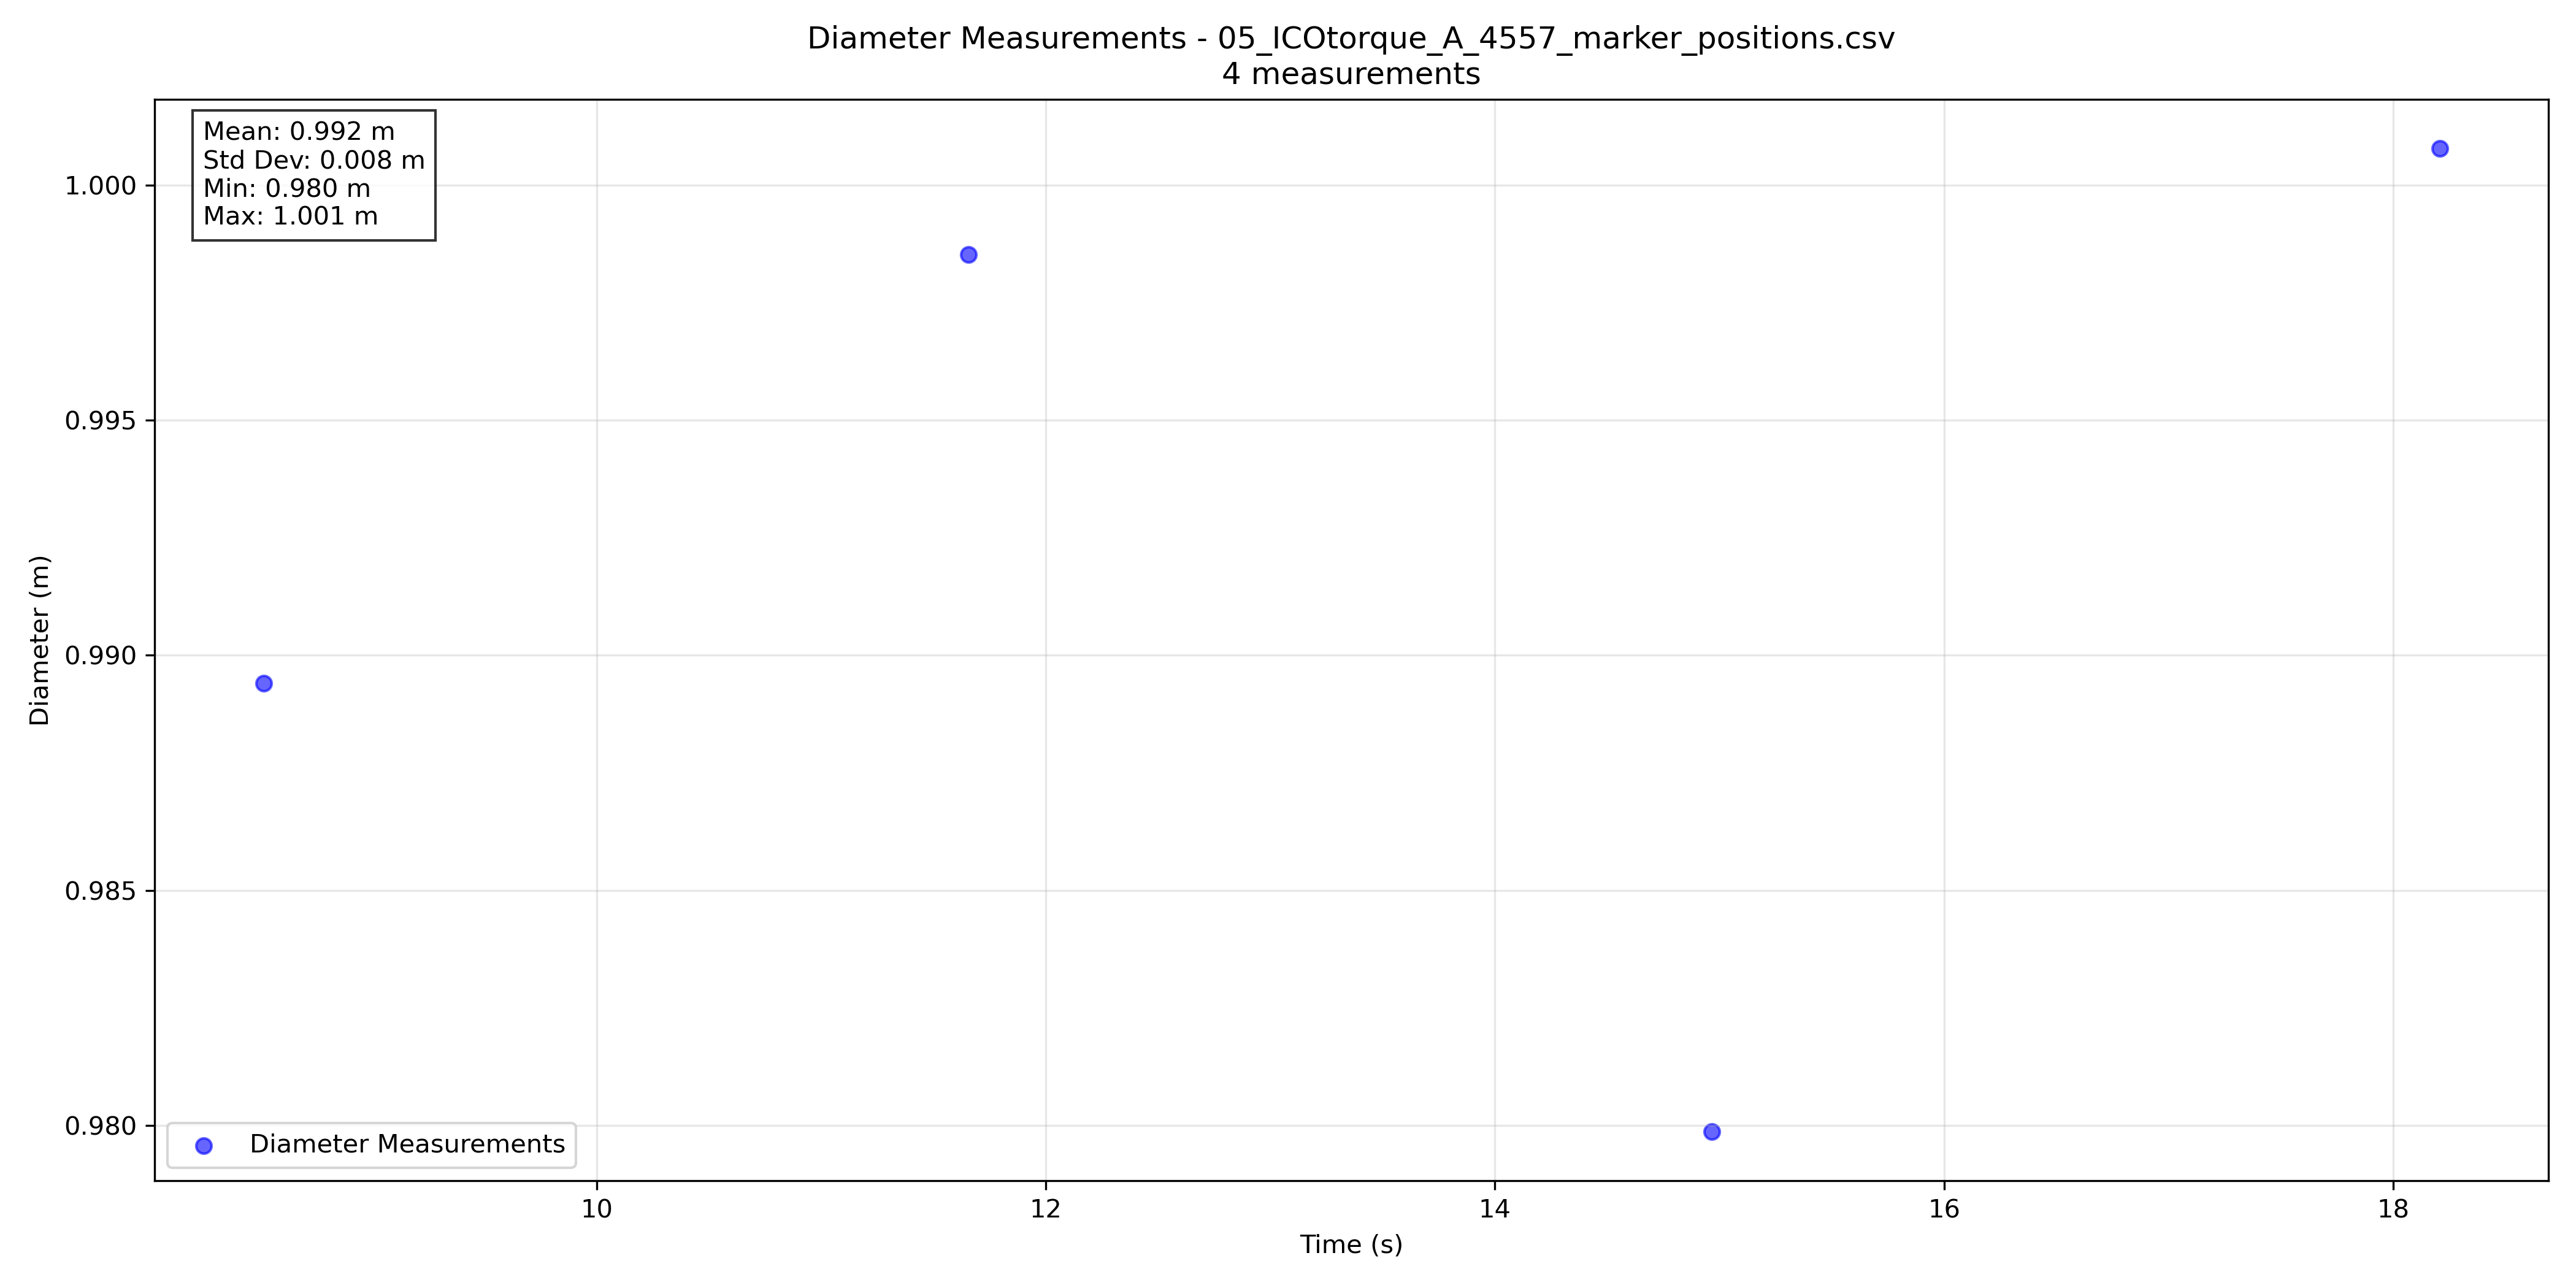 Diameter Measurements - 05_ICOtorque_A_4557_marker_positions.csv
4 measurements
Mean: 0.992 m
Std Dev: 0.008 m
Min: 0.980 m
Max: 1.001 m
1.000
0.995
0.990
0.985
0.980
Diameter (m)
Diameter Measurements
10
12
14
16
18
Time (s)